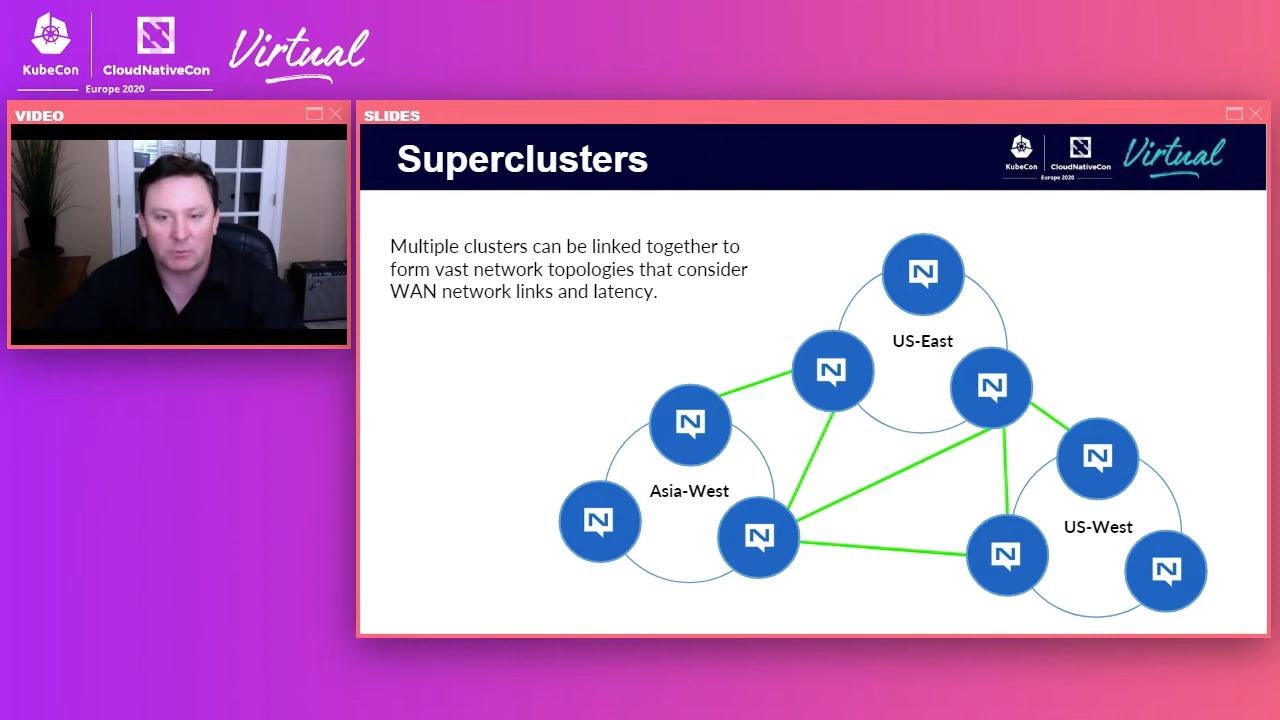 KubeCon
CloudNativeCon
Europe 2020
Virtual
VIDEO
SLIDES
Superclusters
KubeCon
CloudNativeCon
Europe 2020
Virtual
Multiple clusters can be linked together to
form vast network topologies that consider
WAN network links and latency.
N
US-East
N
N
N
Asia-West
N
N
N
US-West
N
N